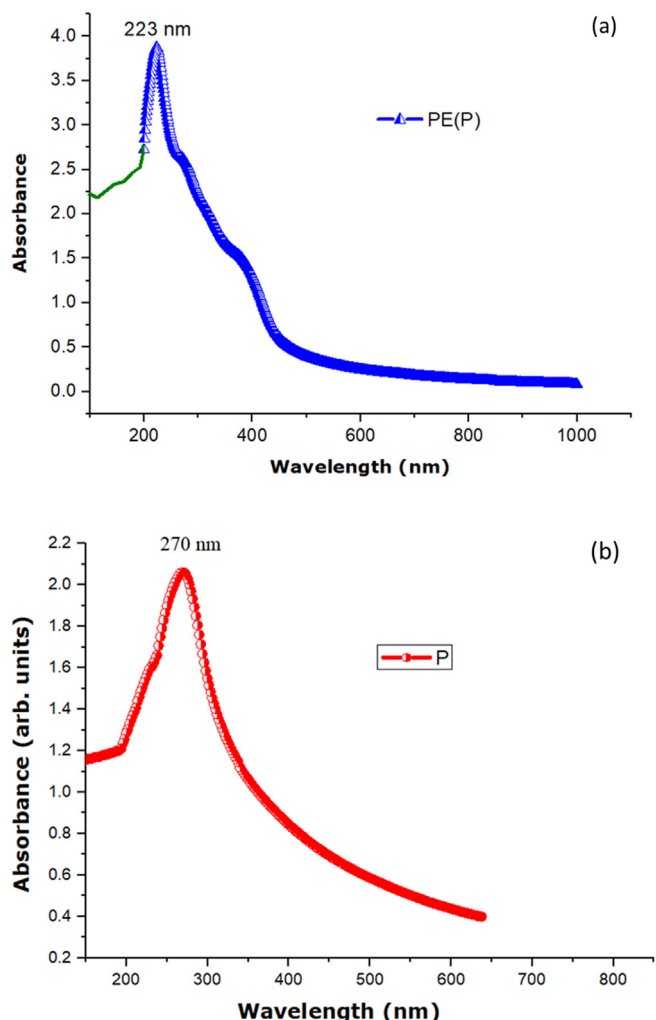 223 nm
(a)
4.0
3.5
3.0
2.5
2.0
1.5
1.0
0.5
0.0
PE(P)
Absorbance
200 400 600 800 1000
Wavelength (nm)
270 nm
(b)
2.2
2.0
1.8
1.6
1.4
1.2
1.0
0.8
0.6
0.4
0.2
P
Absorbance (arb. units)
200 300 400 500 600 700 800
Wavelength (nm)